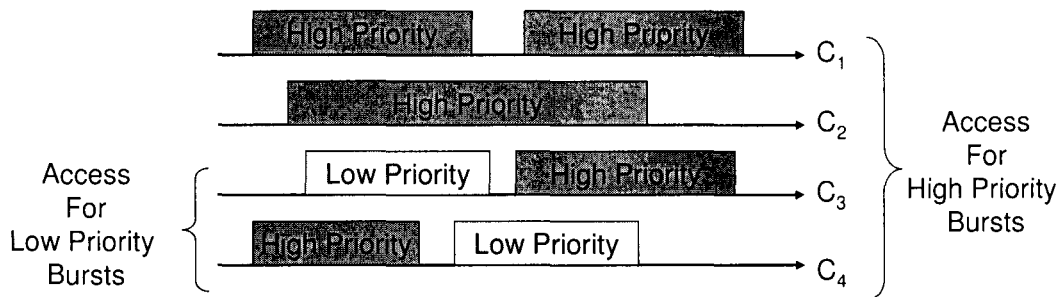 High Priority High Priority C1
High Priority C2
Low Priority High Priority C3
High Priority Low Priority C4
Access
For
Low Priority
Bursts
Access
For
High Priority
Bursts